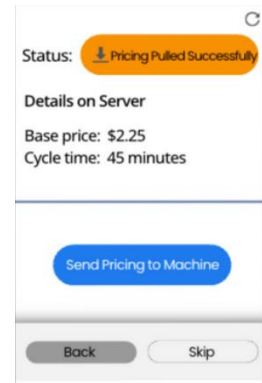 Status: Pricing Pulled Successfully
Details on Server
Base price: $2.25
Cycle time: 45 minutes
Send Pricing to Machine
Back Skip